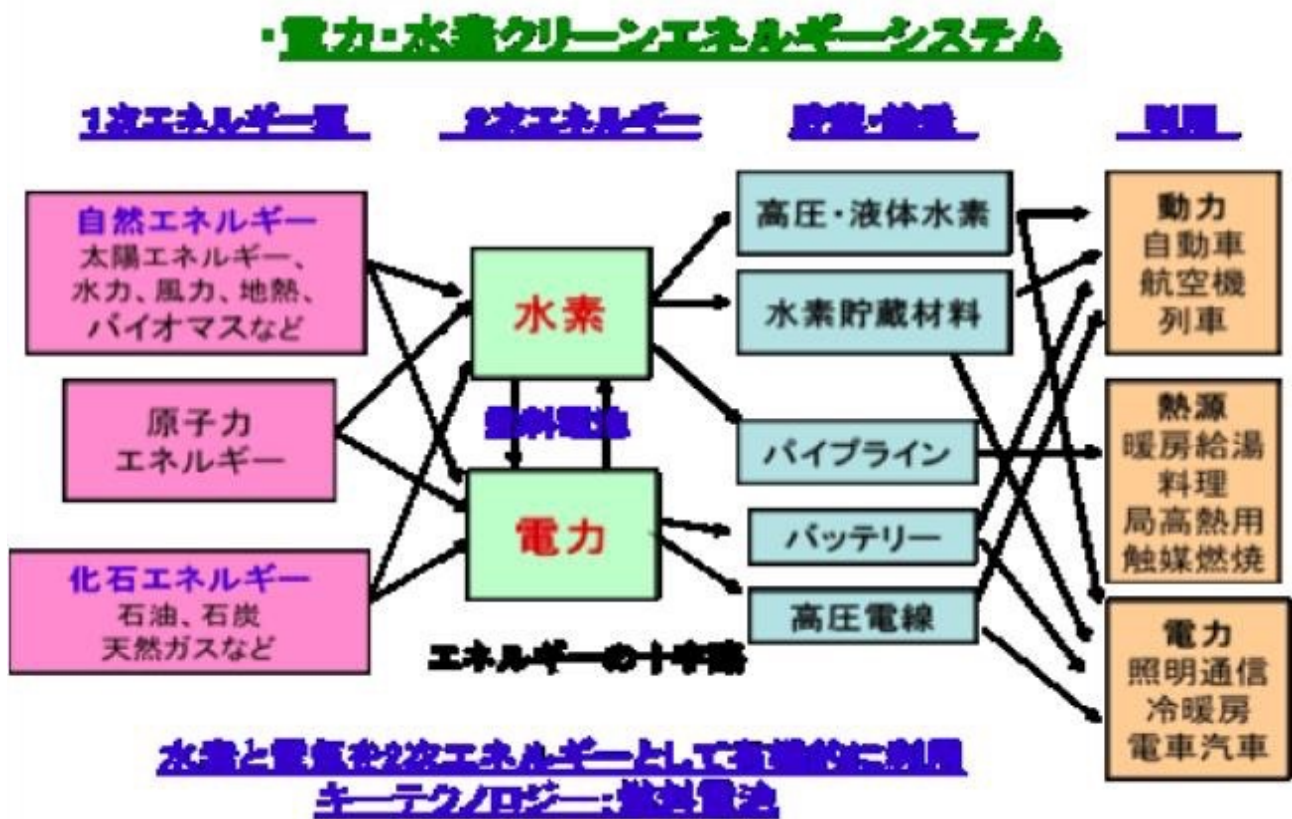 ・電力・水素クリーンエネルギーシステム
1次エネルギー源
2次エネルギー
貯蔵・輸送
利用
自然エネルギー
太陽エネルギー、
水力、風力、地熱、
バイオマスなど
原子力
エネルギー
化石エネルギー
石油、石炭
天然ガスなど
水素
燃料電池
電力
高圧・液体水素
水素貯蔵材料
パイプライン
バッテリー
高圧電線
動力
自動車
航空機
列車
熱源
暖房給湯
料理
局高熱用
触媒燃焼
電力
照明通信
冷暖房
電車汽車
エネルギーの十字路
水素と電気を2次エネルギーとして に利用
キーテクノロジー：燃料電池